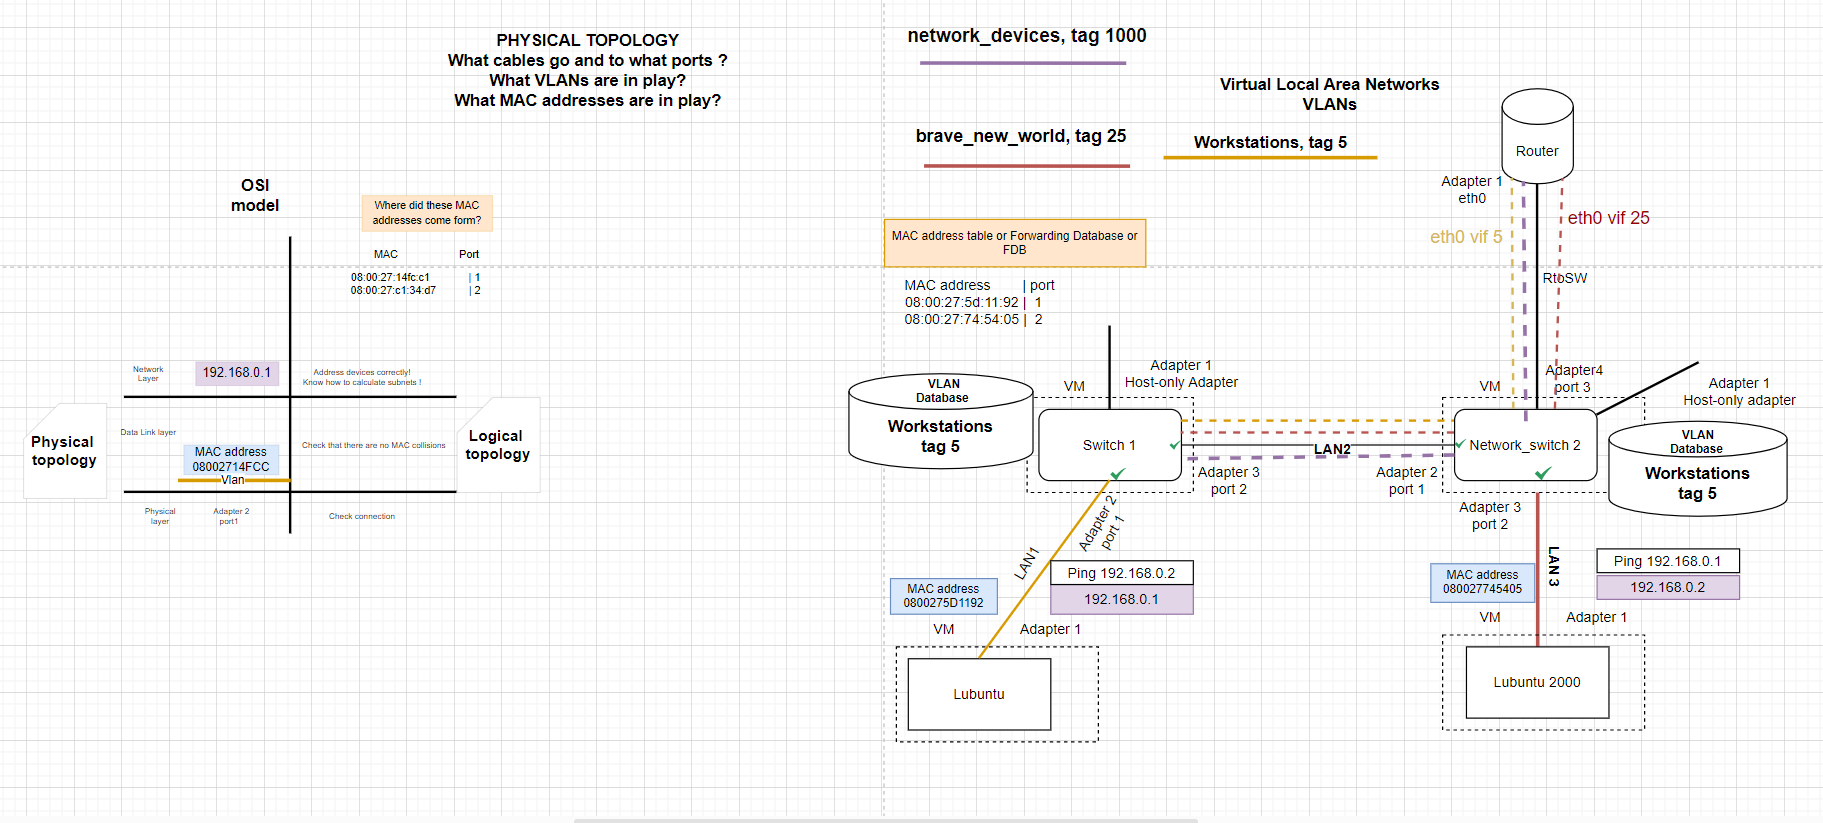 PHYSICAL TOPOLOGY
What cables go and to what ports ?
What VLANs are in play?
What MAC addresses are in play?
network_devices, tag 1000
Virtual Local Area Networks
VLANs
brave_new_world, tag 25
Workstations, tag 5
Router
Adapter 1
eth0
eth0 vif 25
eth0 vif 5
RtoSW
OSI
model
Where did these MAC
addresses come form?
MAC Port
08:00:27:14fc:c1 | 1
08:00:27:c1:34:d7 | 2
MAC address table or Forwarding Database or
FDB
MAC address | port
08:00:27:5d:11:92 | 1
08:00:27:74:54:05 | 2
Network
Layer
192.168.0.1
Address devices correctly!
Know how to calculate subnets !
Physical
topology
Data Link layer
MAC address
08002714FCC
Vlan
Check that there are no MAC collisions
Logical
topology
Physical
layer
Adapter 2
port1
Check connection
VLAN
Database
Workstations
tag 5
VM
Adapter 1
Host-only Adapter
Switch 1
Adapter 3
port 2
LAN2
Adapter 2
port 1
VM
Adapter4
port 3
Adapter 1
Host-only adapter
Network_switch 2
VLAN
Database
Workstations
tag 5
Adapter 3
port 2
Adapter 2
port 1
LAN1
Ping 192.168.0.2
192.168.0.1
MAC address
0800275D1192
VM
Adapter 1
Lubuntu
LAN 3
Ping 192.168.0.1
192.168.0.2
MAC address
080027745405
VM
Adapter 1
Lubuntu 2000